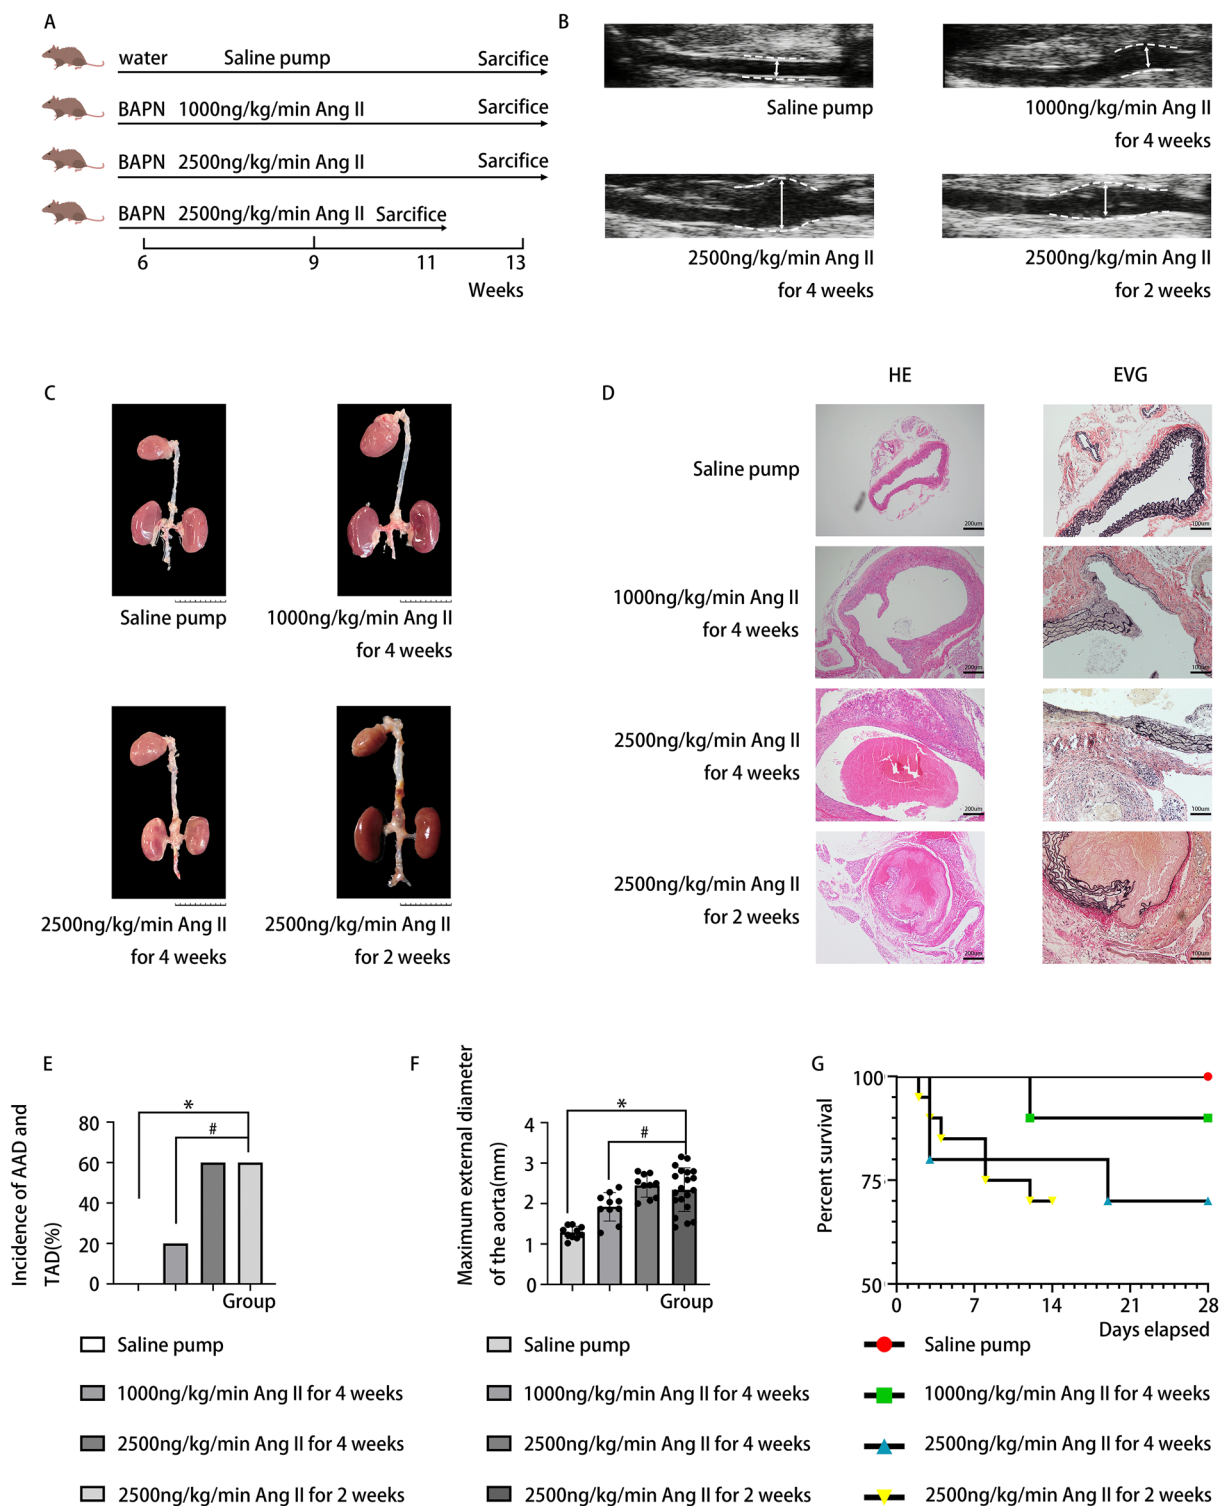 A
water Saline pump Sarcifice
BAPN 1000ng/kg/min Ang II Sarcifice
BAPN 2500ng/kg/min Ang II Sarcifice
BAPN 2500ng/kg/min Ang II Sarcifice
6 9 11 13
Weeks
B
Saline pump
1000ng/kg/min Ang II
for 4 weeks
2500ng/kg/min Ang II
for 4 weeks
2500ng/kg/min Ang II
for 2 weeks
C
Saline pump
1000ng/kg/min Ang II
for 4 weeks
2500ng/kg/min Ang II
for 4 weeks
2500ng/kg/min Ang II
for 2 weeks
D
HE EVG
Saline pump
200um 100um
1000ng/kg/min Ang II
for 4 weeks
200um 100um
2500ng/kg/min Ang II
for 4 weeks
200um 100um
2500ng/kg/min Ang II
for 2 weeks
200um 100um
E
Incidence of AAD and
TAD(%)
80
60
40
20
0
*
#
Group
Saline pump
1000ng/kg/min Ang II for 4 weeks
2500ng/kg/min Ang II for 4 weeks
2500ng/kg/min Ang II for 2 weeks
F
Maximum external diameter
of the aorta(mm)
4
3
2
1
0
*
#
Group
Saline pump
1000ng/kg/min Ang II for 4 weeks
2500ng/kg/min Ang II for 4 weeks
2500ng/kg/min Ang II for 2 weeks
G
Percent survival
100
75
50
0 7 14 21 28
Days elapsed
Saline pump
1000ng/kg/min Ang II for 4 weeks
2500ng/kg/min Ang II for 4 weeks
2500ng/kg/min Ang II for 2 weeks